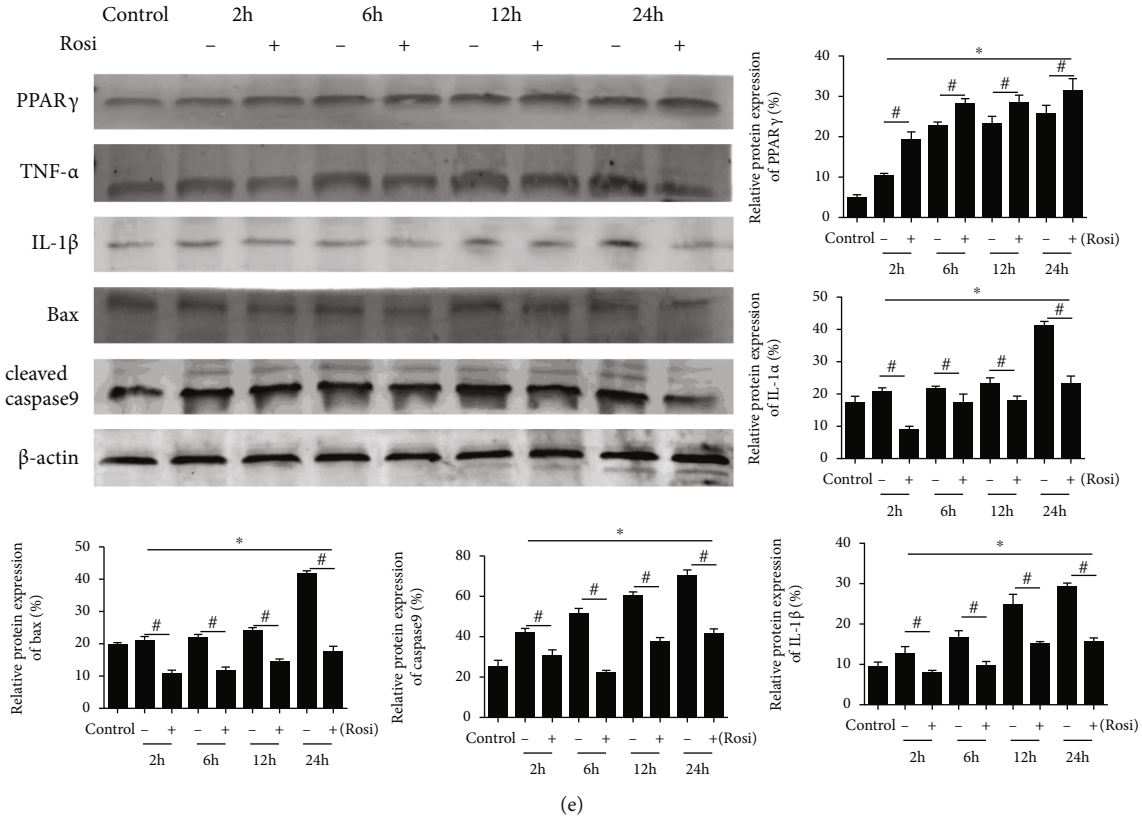 Control 2h 6h 12h 24h
Rosi – + – + – + – +
PPARγ
TNF-α
IL-1β
Bax
cleaved
caspase9
β-actin
Relative protein expression
of PPARγ (%)
40
30
20
10
0
*
# # # #
Control – + – + – + – + (Rosi)
2h 6h 12h 24h
Relative protein expression
of IL-1α (%)
50
40
30
20
10
0
*
# # # #
Control – + – + – + – + (Rosi)
2h 6h 12h 24h
Relative protein expression
of bax (%)
50
40
30
20
10
0
*
# # # #
Control – + – + – + – + (Rosi)
2h 6h 12h 24h
Relative protein expression
of caspase9 (%)
80
60
40
20
0
*
# # # #
Control – + – + – + – + (Rosi)
2h 6h 12h 24h
Relative protein expression
of IL-1β (%)
40
30
20
10
0
*
# # # #
Control – + – + – + – + (Rosi)
2h 6h 12h 24h
(e)